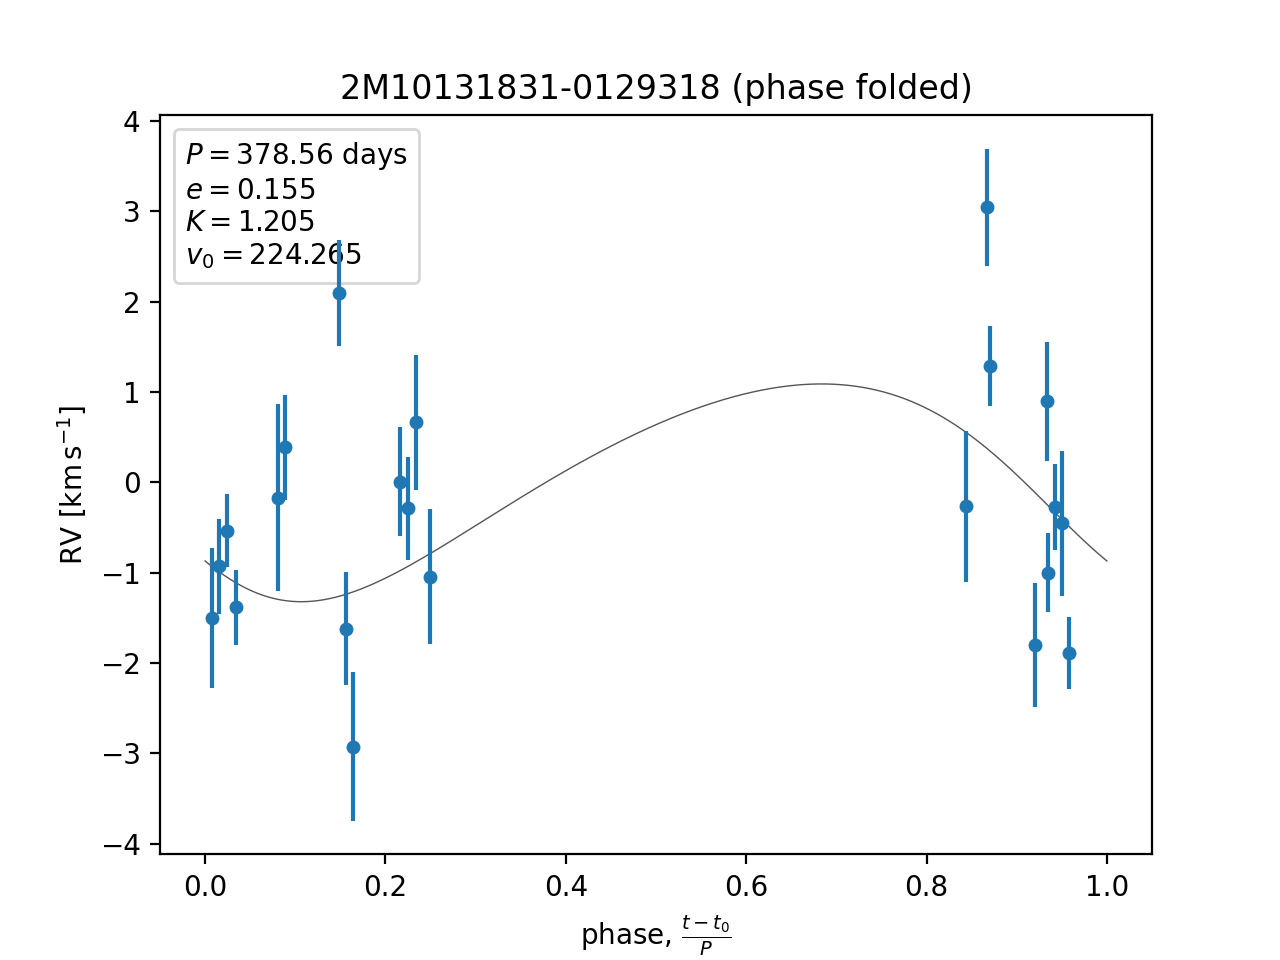 2M10131831-0129318 (phase folded)
P = 378.56 days
e = 0.155
K = 1.205
v₀ = 224.265
4
3
2
1
0
−1
−2
−3
−4
RV [km s⁻¹]
0.0 0.2 0.4 0.6 0.8 1.0
phase, (t − t₀)/P